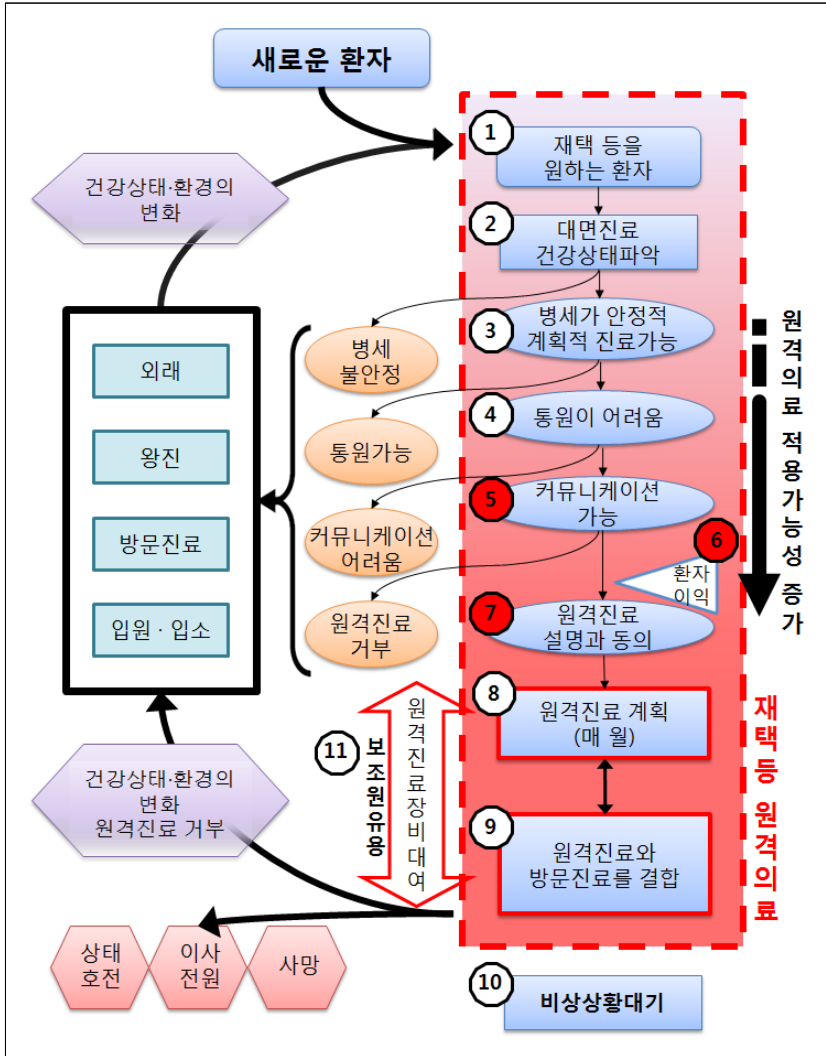 새로운 환자
1
재택 등을
원하는 환자
건강상태·환경의
변화
2
대면진료
건강상태파악
3
병세가 안정적
계획적 진료가능
병세
불안정
외래
4
통원이 어려움
통원가능
왕진
5
커뮤니케이션
가능
커뮤니케이션
어려움
방문진료
6
환자
이익
7
원격진료
설명과 동의
원격진료
거부
입원·입소
원격의료 적용가능성 증가
8
원격진료 계획
(매 월)
11
보조원유용
원격진료장비대여
건강상태·환경의
변화
원격진료 거부
9
원격진료와
방문진료를 결합
재택등 원격의료
상태
호전
이사
전원
사망
10
비상상황대기